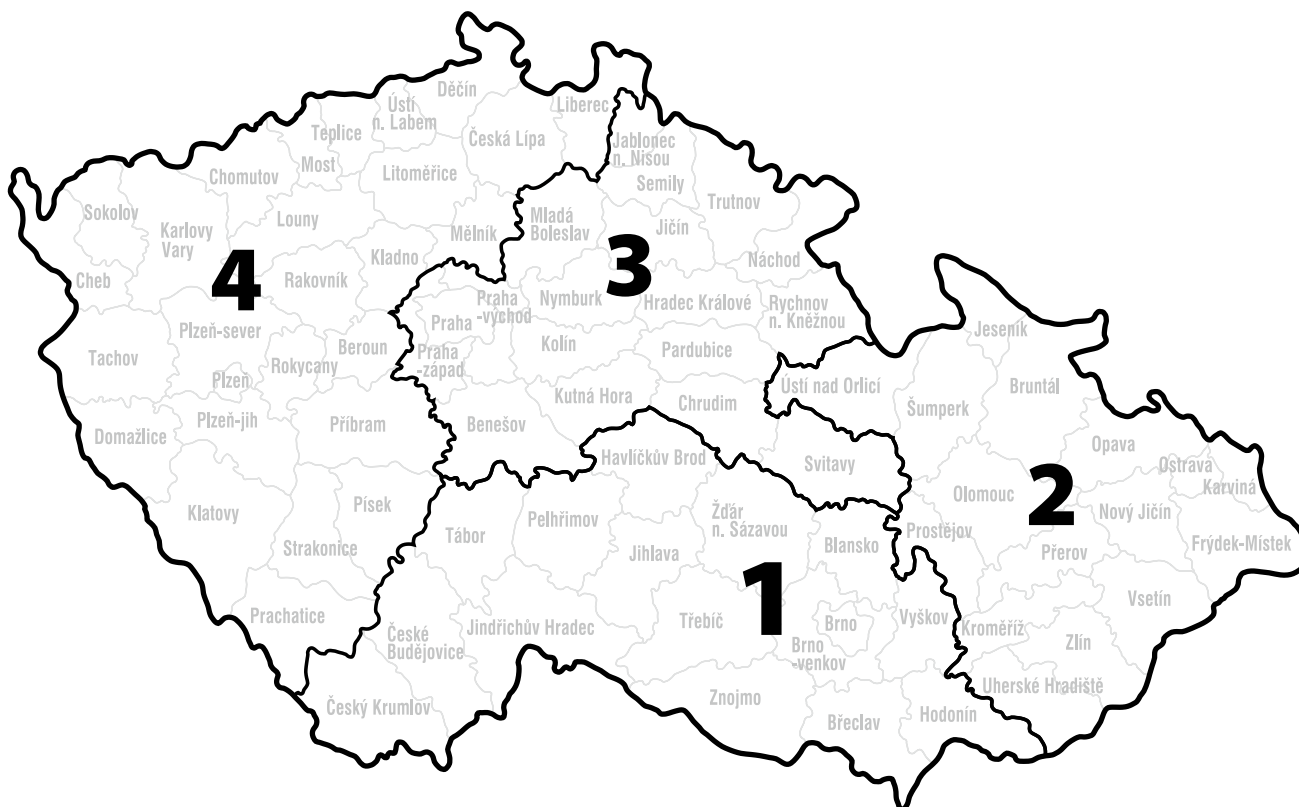 Děčín
Liberec
Ústí
n. Labem
Teplice
Česká Lípa
Jablonec
n. Nisou
Most
Chomutov
Litoměřice
Semily
Trutnov
Sokolov
Karlovy
Vary
Louny
Mladá
Boleslav
Jičín
Mělník
Kladno
4
3
Cheb
Rakovník
Náchod
Praha
-východ
Nymburk
Hradec Králové
Rychnov
n. Kněžnou
Praha
Plzeň-sever
Jeseník
Tachov
Rokycany
Beroun
Praha
-západ
Kolín
Pardubice
Plzeň
Ústí nad Orlicí
Bruntál
Kutná Hora
Chrudim
Šumperk
Plzeň-jih
Příbram
Benešov
Domažlice
Opava
Havlíčkův Brod
Svitavy
Ostrava
Karviná
2
Olomouc
Klatovy
Písek
Žďár
n. Sázavou
Nový Jičín
Pelhřimov
Tábor
Prostějov
Strakonice
Jihlava
Blansko
Frýdek-Místek
Přerov
1
Vsetín
Prachatice
Třebíč
Brno
Vyškov
Kroměříž
Jindřichův Hradec
České
Budějovice
Brno
-venkov
Zlín
Uherské Hradiště
Znojmo
Český Krumlov
Břeclav
Hodonín